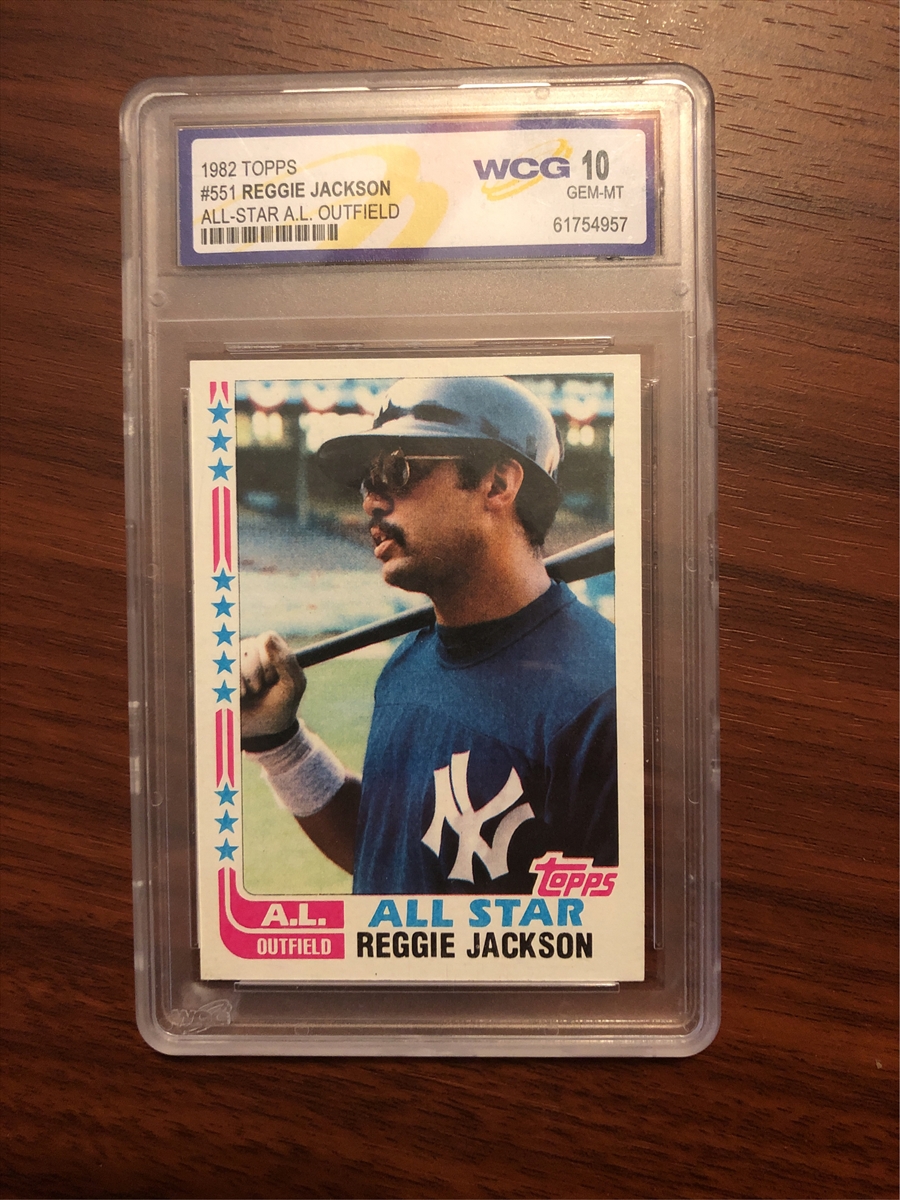 1982 TOPPS
#551 REGGIE JACKSON
ALL-STAR A.L. OUTFIELD
WCG 10
GEM-MT
61754957
NY
Topps
A.L.
OUTFIELD
ALL STAR
REGGIE JACKSON